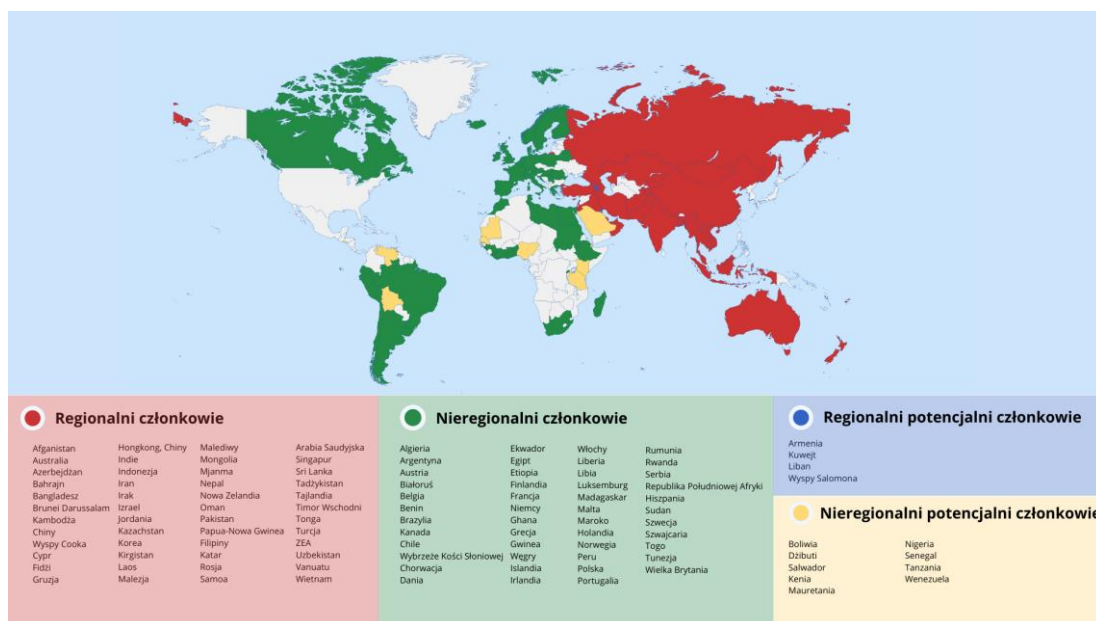 Regionalni członkowie
Afganistan
Australia
Azerbejdżan
Bahrajn
Bangladesz
Brunei Darussalam
Kambodża
Chiny
Wyspy Cooka
Cypr
Fidżi
Gruzja
Hongkong, Chiny
Indie
Indonezja
Iran
Irak
Izrael
Jordania
Kazachstan
Korea
Kirgistan
Laos
Malezja
Malediwy
Mongolia
Mjanma
Nepal
Nowa Zelandia
Oman
Pakistan
Papua-Nowa Gwinea
Filipiny
Katar
Rosja
Samoa
Arabia Saudyjska
Singapur
Sri Lanka
Tadżykistan
Tajlandia
Timor Wschodni
Tonga
Turcja
ZEA
Uzbekistan
Vanuatu
Wietnam
Nieregionalni członkowie
Algieria
Argentyna
Austria
Białoruś
Belgia
Benin
Brazylia
Kanada
Chile
Wybrzeże Kości Słoniowej
Chorwacja
Dania
Ekwador
Egipt
Etiopia
Finlandia
Francja
Niemcy
Ghana
Grecja
Gwinea
Węgry
Islandia
Irlandia
Włochy
Liberia
Libia
Luksemburg
Madagaskar
Malta
Maroko
Holandia
Norwegia
Peru
Polska
Portugalia
Rumunia
Rwanda
Serbia
Republika Południowej Afryki
Hiszpania
Sudan
Szwecja
Szwajcaria
Togo
Tunezja
Wielka Brytania
Regionalni potencjalni członkowie
Armenia
Kuwejt
Liban
Wyspy Salomona
Nieregionalni potencjalni członkowie
Boliwia
Dżibuti
Salwador
Kenia
Mauretania
Nigeria
Senegal
Tanzania
Wenezuela